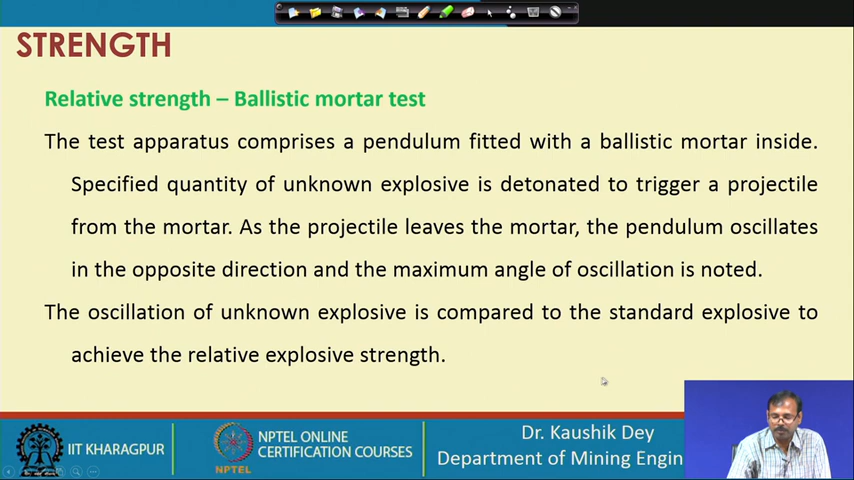 STRENGTH
Relative strength – Ballistic mortar test
The test apparatus comprises a pendulum fitted with a ballistic mortar inside.
Specified quantity of unknown explosive is detonated to trigger a projectile
from the mortar. As the projectile leaves the mortar, the pendulum oscillates
in the opposite direction and the maximum angle of oscillation is noted.
The oscillation of unknown explosive is compared to the standard explosive to
achieve the relative explosive strength.
IIT KHARAGPUR
NPTEL
NPTEL ONLINE
CERTIFICATION COURSES
Dr. Kaushik Dey
Department of Mining Engin